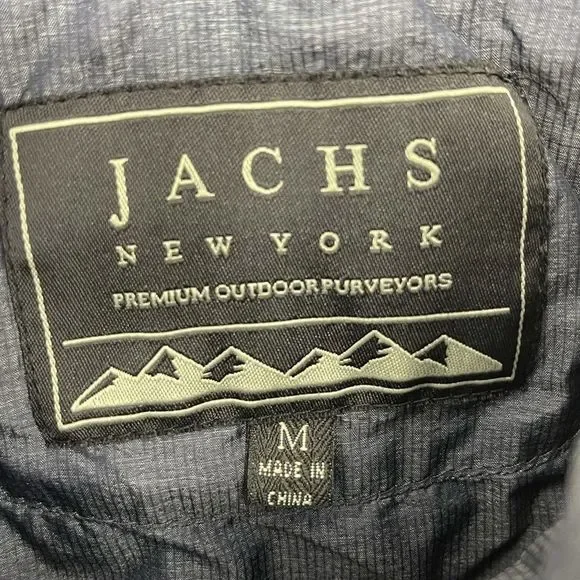 JACHS
NEW YORK
PREMIUM OUTDOOR PURVEYORS
M
MADE IN
CHINA